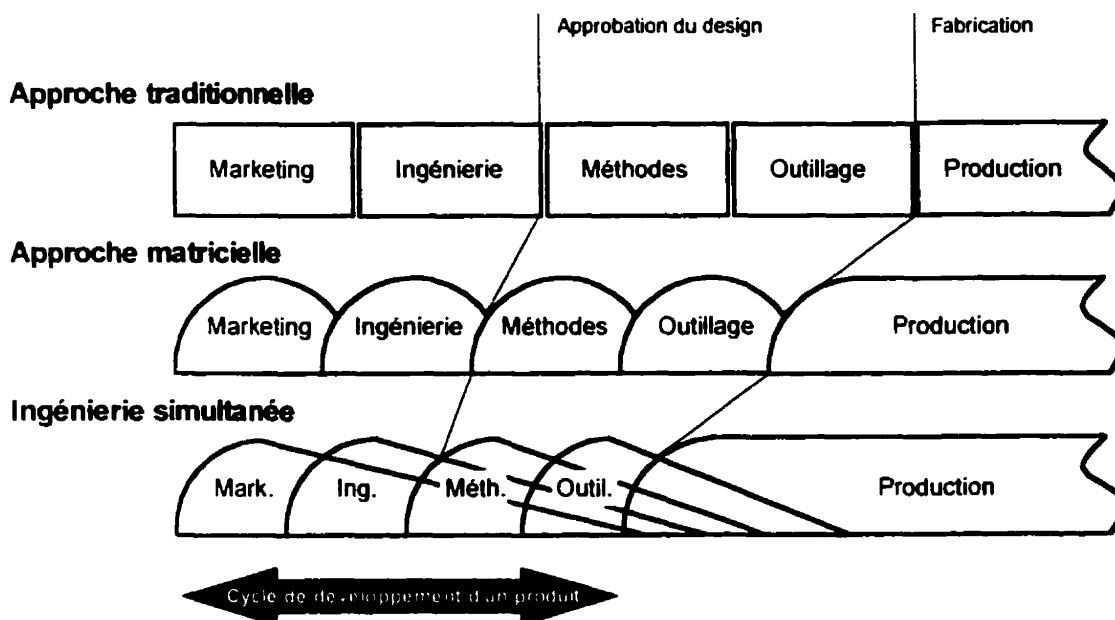 Approbation du design
Fabrication
Approche traditionnelle
Marketing
Ingénierie
Méthodes
Outillage
Production
Approche matricielle
Marketing
Ingénierie
Méthodes
Outillage
Production
Ingénierie simultanée
Mark.
Ing.
Méth.
Outil.
Production
Cycle de développement d'un produit